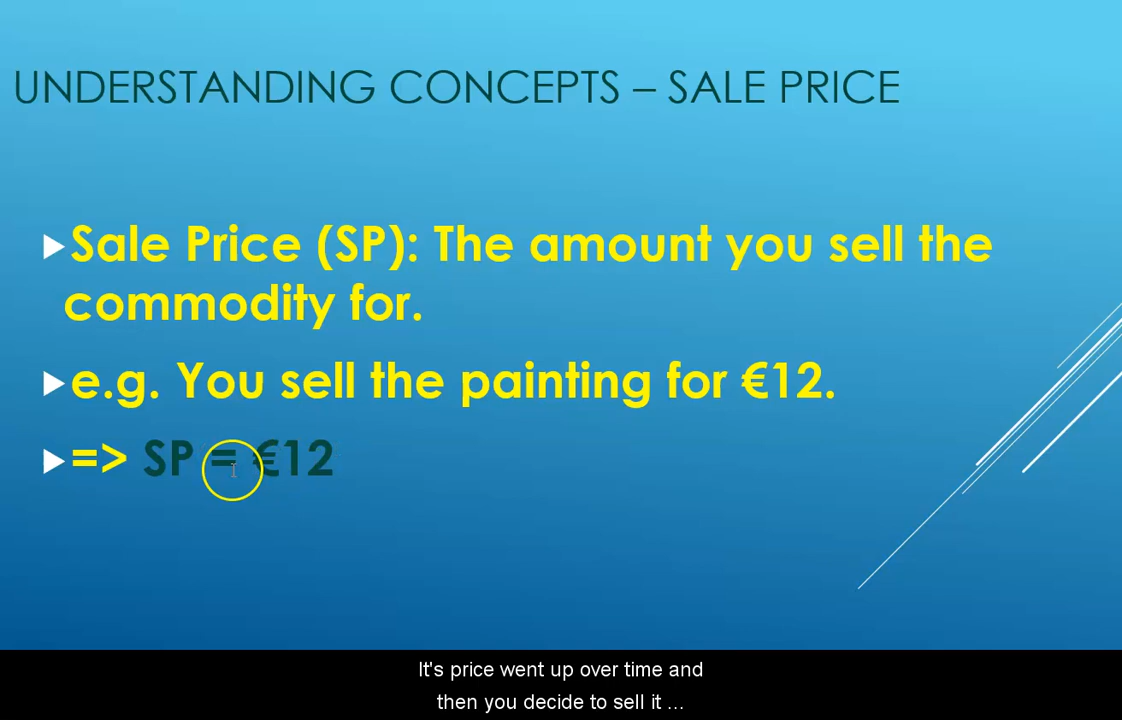 UNDERSTANDING CONCEPTS – SALE PRICE
Sale Price (SP): The amount you sell the
commodity for.
e.g. You sell the painting for €12.
=> SP = €12
It's price went up over time and
then you decide to sell it ...